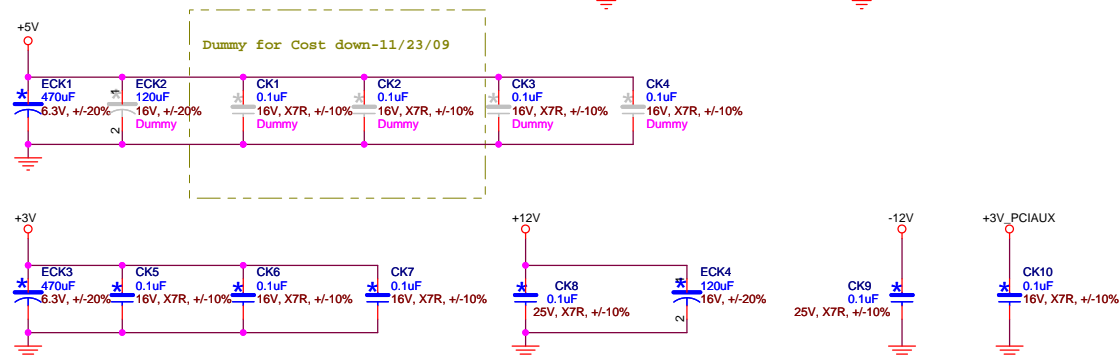 +5V
Dummy for Cost down-11/23/09
ECK1
470uF
6.3V, +/-20%
ECK2
120uF
16V, +/-20%
Dummy
2
CK1
0.1uF
16V, X7R, +/-10%
Dummy
CK2
0.1uF
16V, X7R, +/-10%
Dummy
CK3
0.1uF
16V, X7R, +/-10%
Dummy
CK4
0.1uF
16V, X7R, +/-10%
Dummy
+3V
ECK3
470uF
6.3V, +/-20%
CK5
0.1uF
16V, X7R, +/-10%
CK6
0.1uF
16V, X7R, +/-10%
CK7
0.1uF
16V, X7R, +/-10%
+12V
CK8
0.1uF
25V, X7R, +/-10%
ECK4
120uF
16V, +/-20%
2
-12V
CK9
0.1uF
25V, X7R, +/-10%
+3V_PCIAUX
CK10
0.1uF
16V, X7R, +/-10%